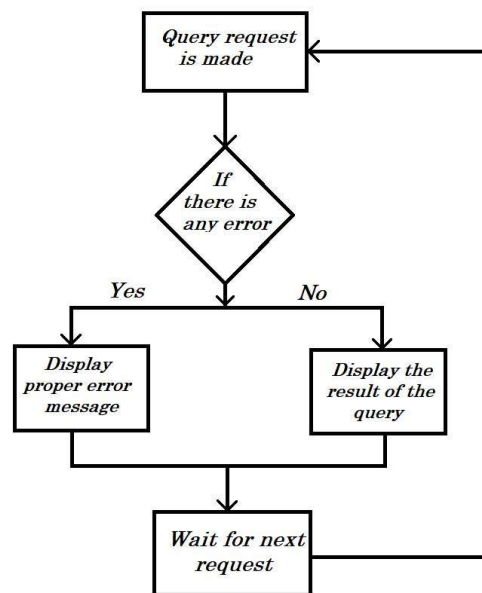 Query request
is made
If
there is
any error
Yes
No
Display
proper error
message
Display the
result of the
query
Wait for next
request